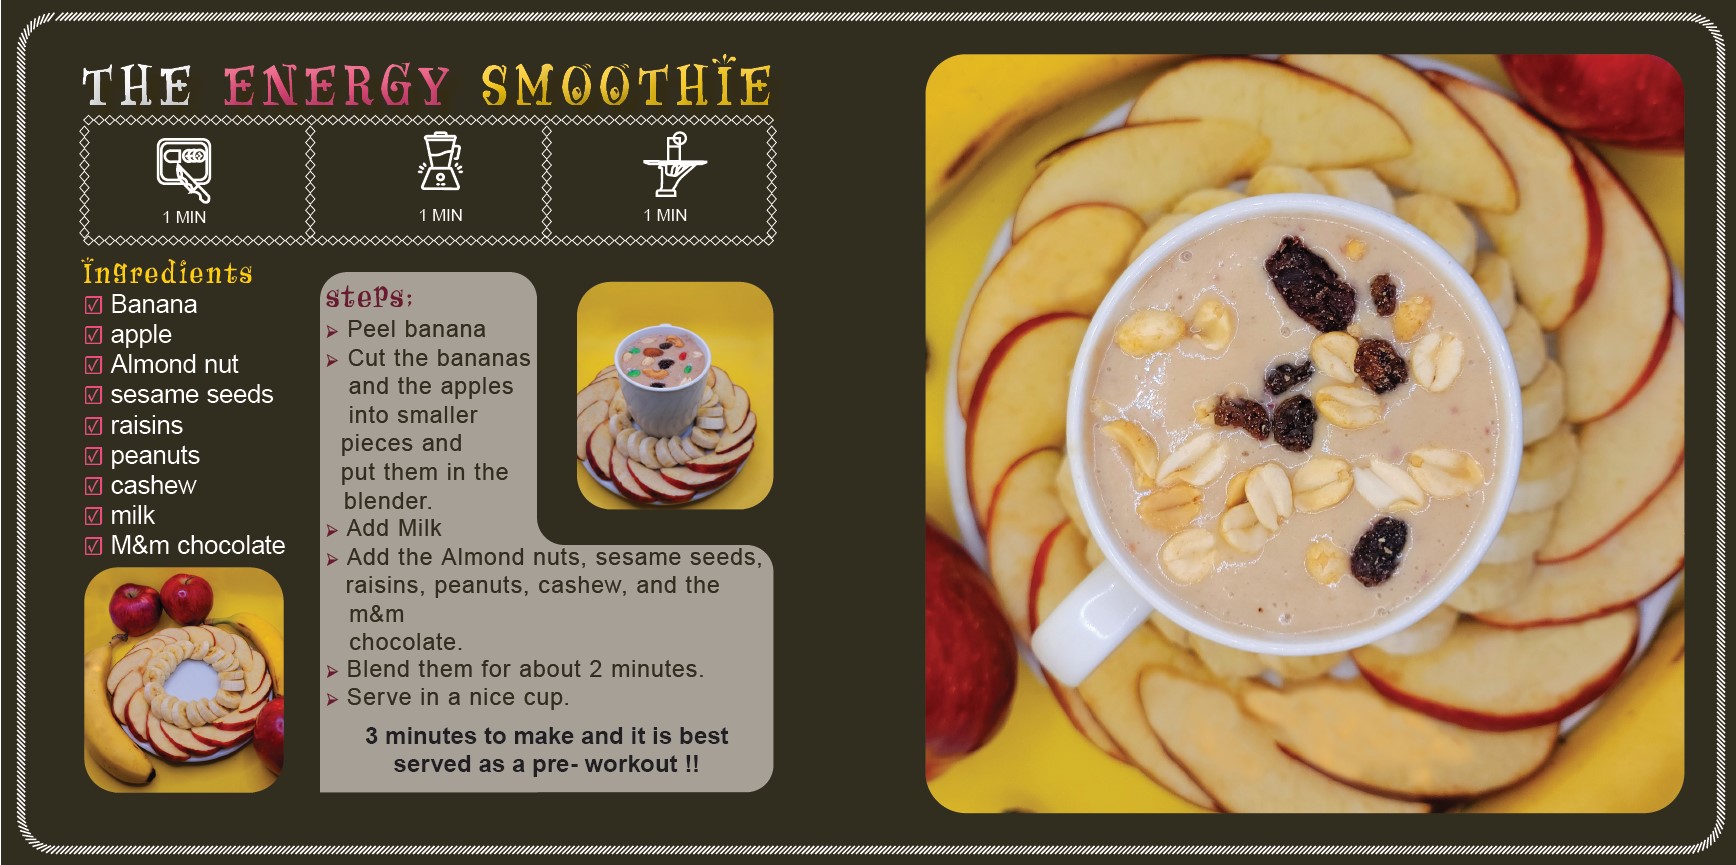 THE ENERGY SMOOTHIE
1 MIN
1 MIN
1 MIN
Ingredients
Banana
apple
Almond nut
sesame seeds
raisins
peanuts
cashew
milk
M&m chocolate
steps;
Peel banana
Cut the bananas
and the apples
into smaller
pieces and
put them in the
blender.
Add Milk
Add the Almond nuts, sesame seeds,
raisins, peanuts, cashew, and the
m&m
chocolate.
Blend them for about 2 minutes.
Serve in a nice cup.
3 minutes to make and it is best
served as a pre- workout !!